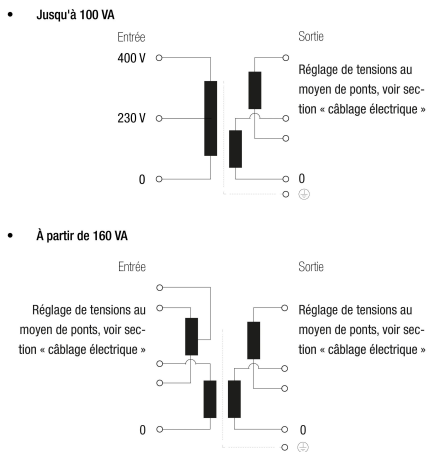 • Jusqu'à 100 VA
Entrée
Sortie
400 V
Réglage de tensions au
moyen de ponts, voir sec-
tion « câblage électrique »
230 V
0
0
• À partir de 160 VA
Entrée
Sortie
Réglage de tensions au
moyen de ponts, voir sec-
tion « câblage électrique »
Réglage de tensions au
moyen de ponts, voir sec-
tion « câblage électrique »
0
0